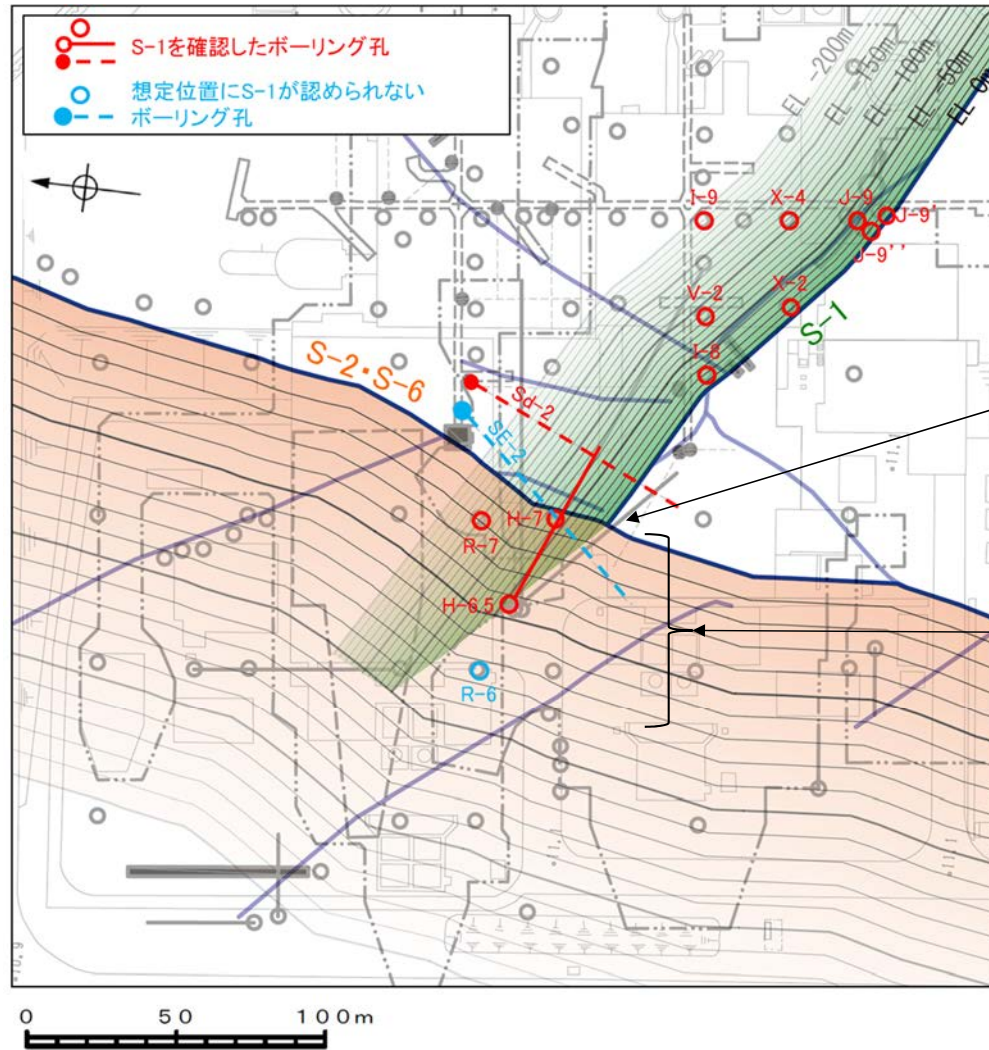 S-1を確認したボーリング孔
想定位置にS-1が認められない
ボーリング孔
EL -200m
EL -150m
EL -100m
EL -50m
EL 0m
I-9
X-4
J-9
J-9'
J-9''
V-2
X-2
S-1
I-8
S-2・S-6
Sd-2
SE-2
H-7
R-7
H-6.5
R-6
0 50 100m